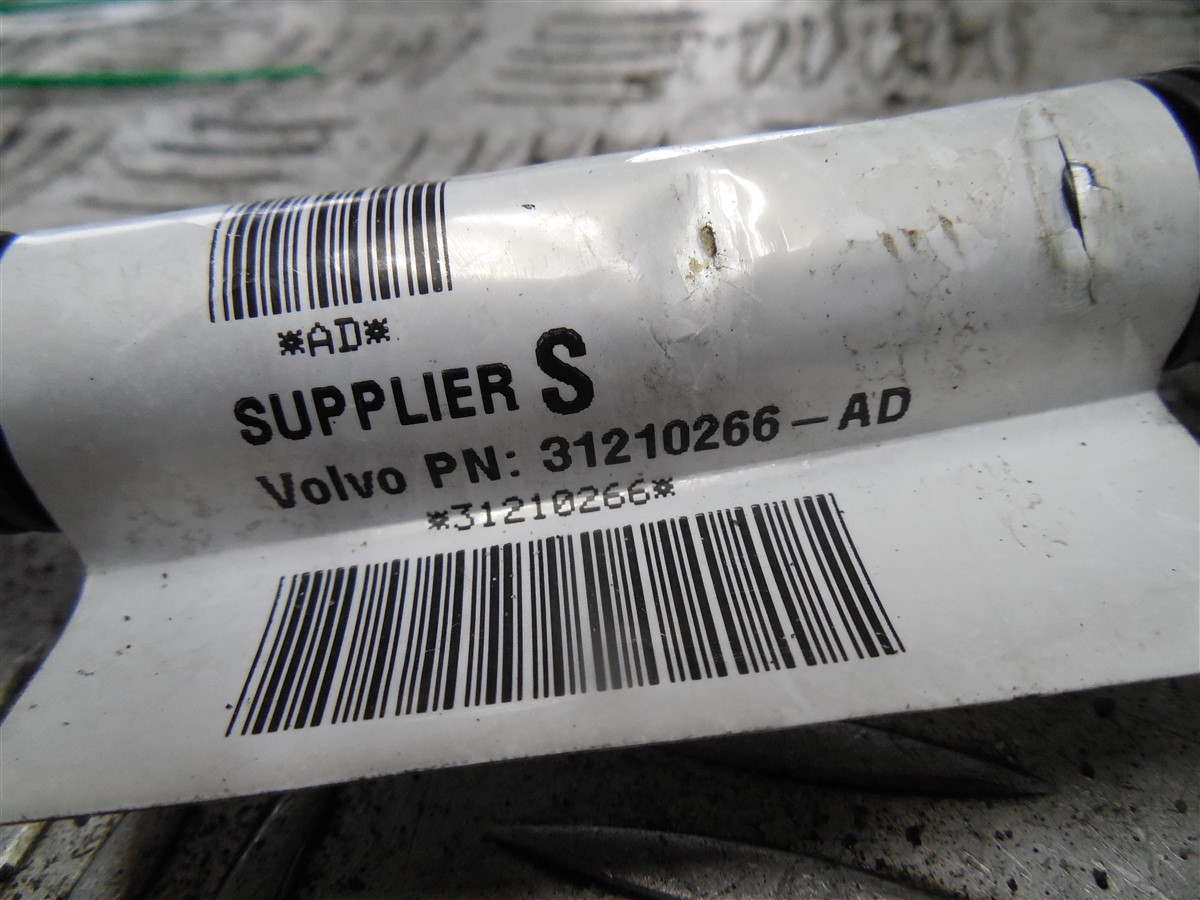 *AD*
SUPPLIER S
Volvo PN: 31210266-AD
*31210266*